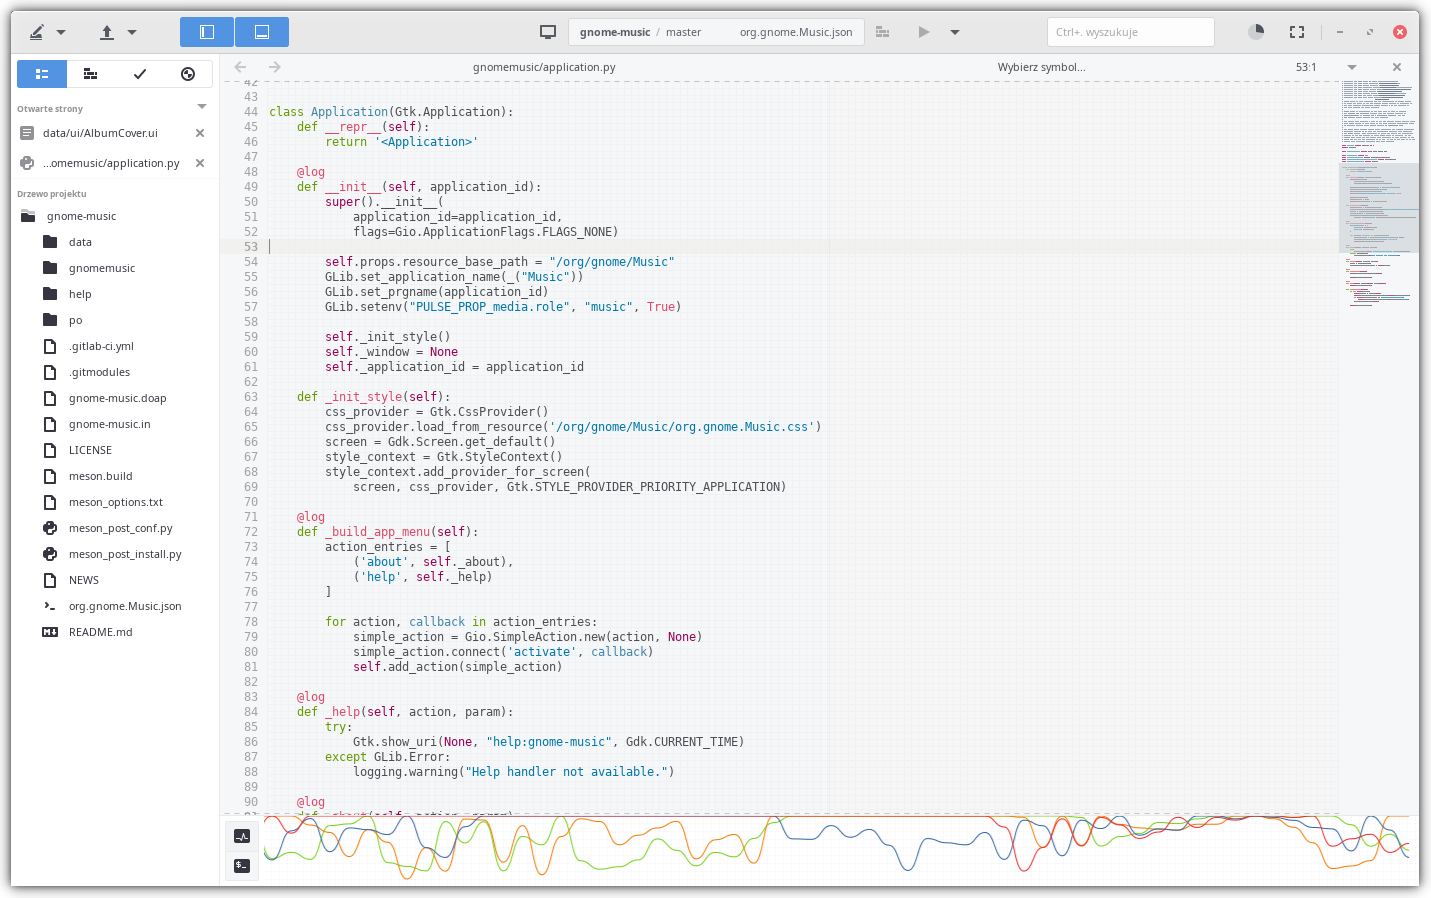 gnome-music / master org.gnome.Music.json
Ctrl+. wyszukuje
gnomemusic/application.py
Wybierz symbol...
53:1
Otwarte strony
data/ui/AlbumCover.ui
...omemusic/application.py
Drzewo projektu
gnome-music
data
gnomemusic
help
po
.gitlab-ci.yml
.gitmodules
gnome-music.doap
gnome-music.in
LICENSE
meson.build
meson_options.txt
meson_post_conf.py
meson_post_install.py
NEWS
org.gnome.Music.json
README.md
42
43
44 class Application(Gtk.Application):
45     def __repr__(self):
46         return '<Application>'
47
48     @log
49     def __init__(self, application_id):
50         super().__init__(
51             application_id=application_id,
52             flags=Gio.ApplicationFlags.FLAGS_NONE)
53
54         self.props.resource_base_path = "/org/gnome/Music"
55         GLib.set_application_name(_("Music"))
56         GLib.set_prgname(application_id)
57         GLib.setenv("PULSE_PROP_media.role", "music", True)
58
59         self._init_style()
60         self._window = None
61         self._application_id = application_id
62
63     def _init_style(self):
64         css_provider = Gtk.CssProvider()
65         css_provider.load_from_resource('/org/gnome/Music/org.gnome.Music.css')
66         screen = Gdk.Screen.get_default()
67         style_context = Gtk.StyleContext()
68         style_context.add_provider_for_screen(
69             screen, css_provider, Gtk.STYLE_PROVIDER_PRIORITY_APPLICATION)
70
71     @log
72     def _build_app_menu(self):
73         action_entries = [
74             ('about', self._about),
75             ('help', self._help)
76         ]
77
78         for action, callback in action_entries:
79             simple_action = Gio.SimpleAction.new(action, None)
80             simple_action.connect('activate', callback)
81             self.add_action(simple_action)
82
83     @log
84     def _help(self, action, param):
85         try:
86             Gtk.show_uri(None, "help:gnome-music", Gdk.CURRENT_TIME)
87         except GLib.Error:
88             logging.warning("Help handler not available.")
89
90     @log
91     def _about(self, action, param):